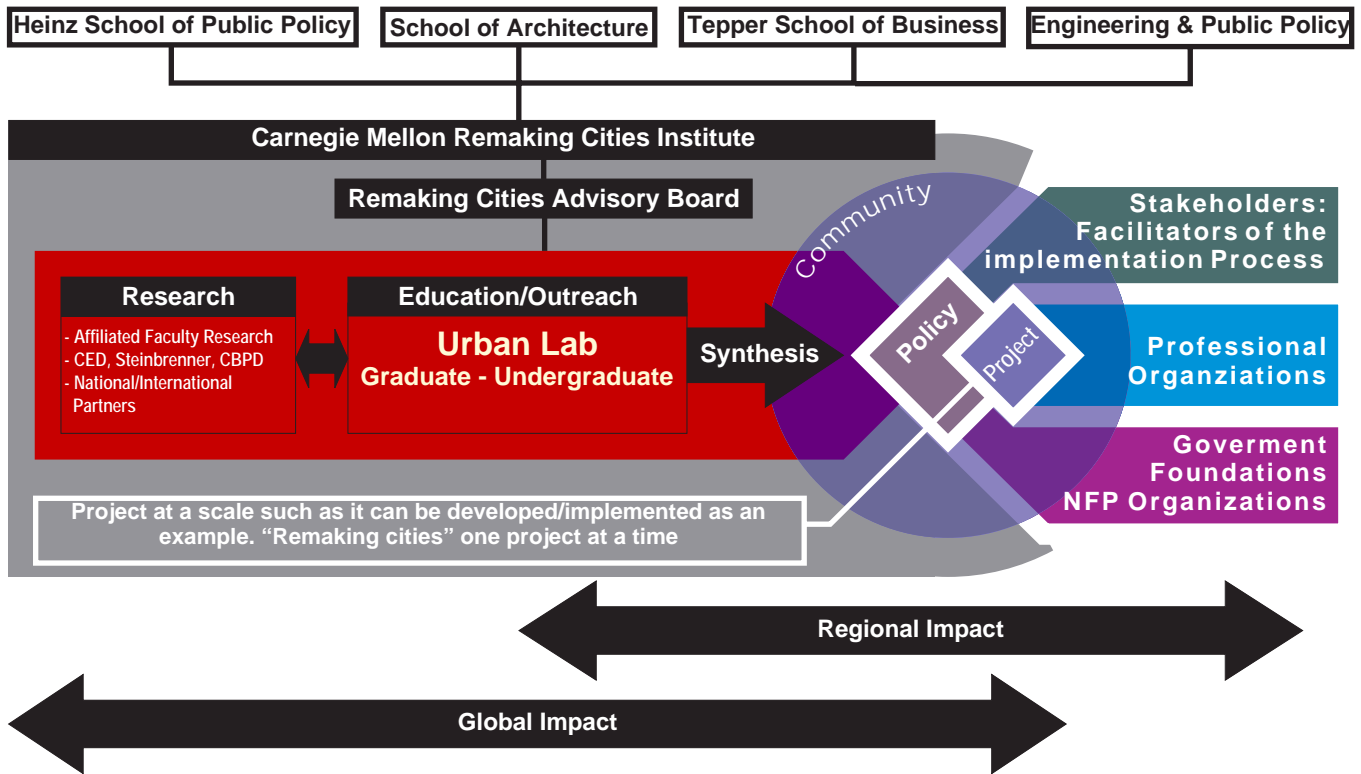 Heinz School of Public Policy
School of Architecture
Tepper School of Business
Engineering & Public Policy
Carnegie Mellon Remaking Cities Institute
Remaking Cities Advisory Board
Community
Stakeholders:
Facilitators of the
implementation Process
Research
- Affiliated Faculty Research
- CED, Steinbrenner, CBPD
- National/International
Partners
Education/Outreach
Urban Lab
Graduate - Undergraduate
Synthesis
Policy
Project
Professional
Organziations
Goverment
Foundations
NFP Organizations
Project at a scale such as it can be developed/implemented as an
example. “Remaking cities” one project at a time
Regional Impact
Global Impact